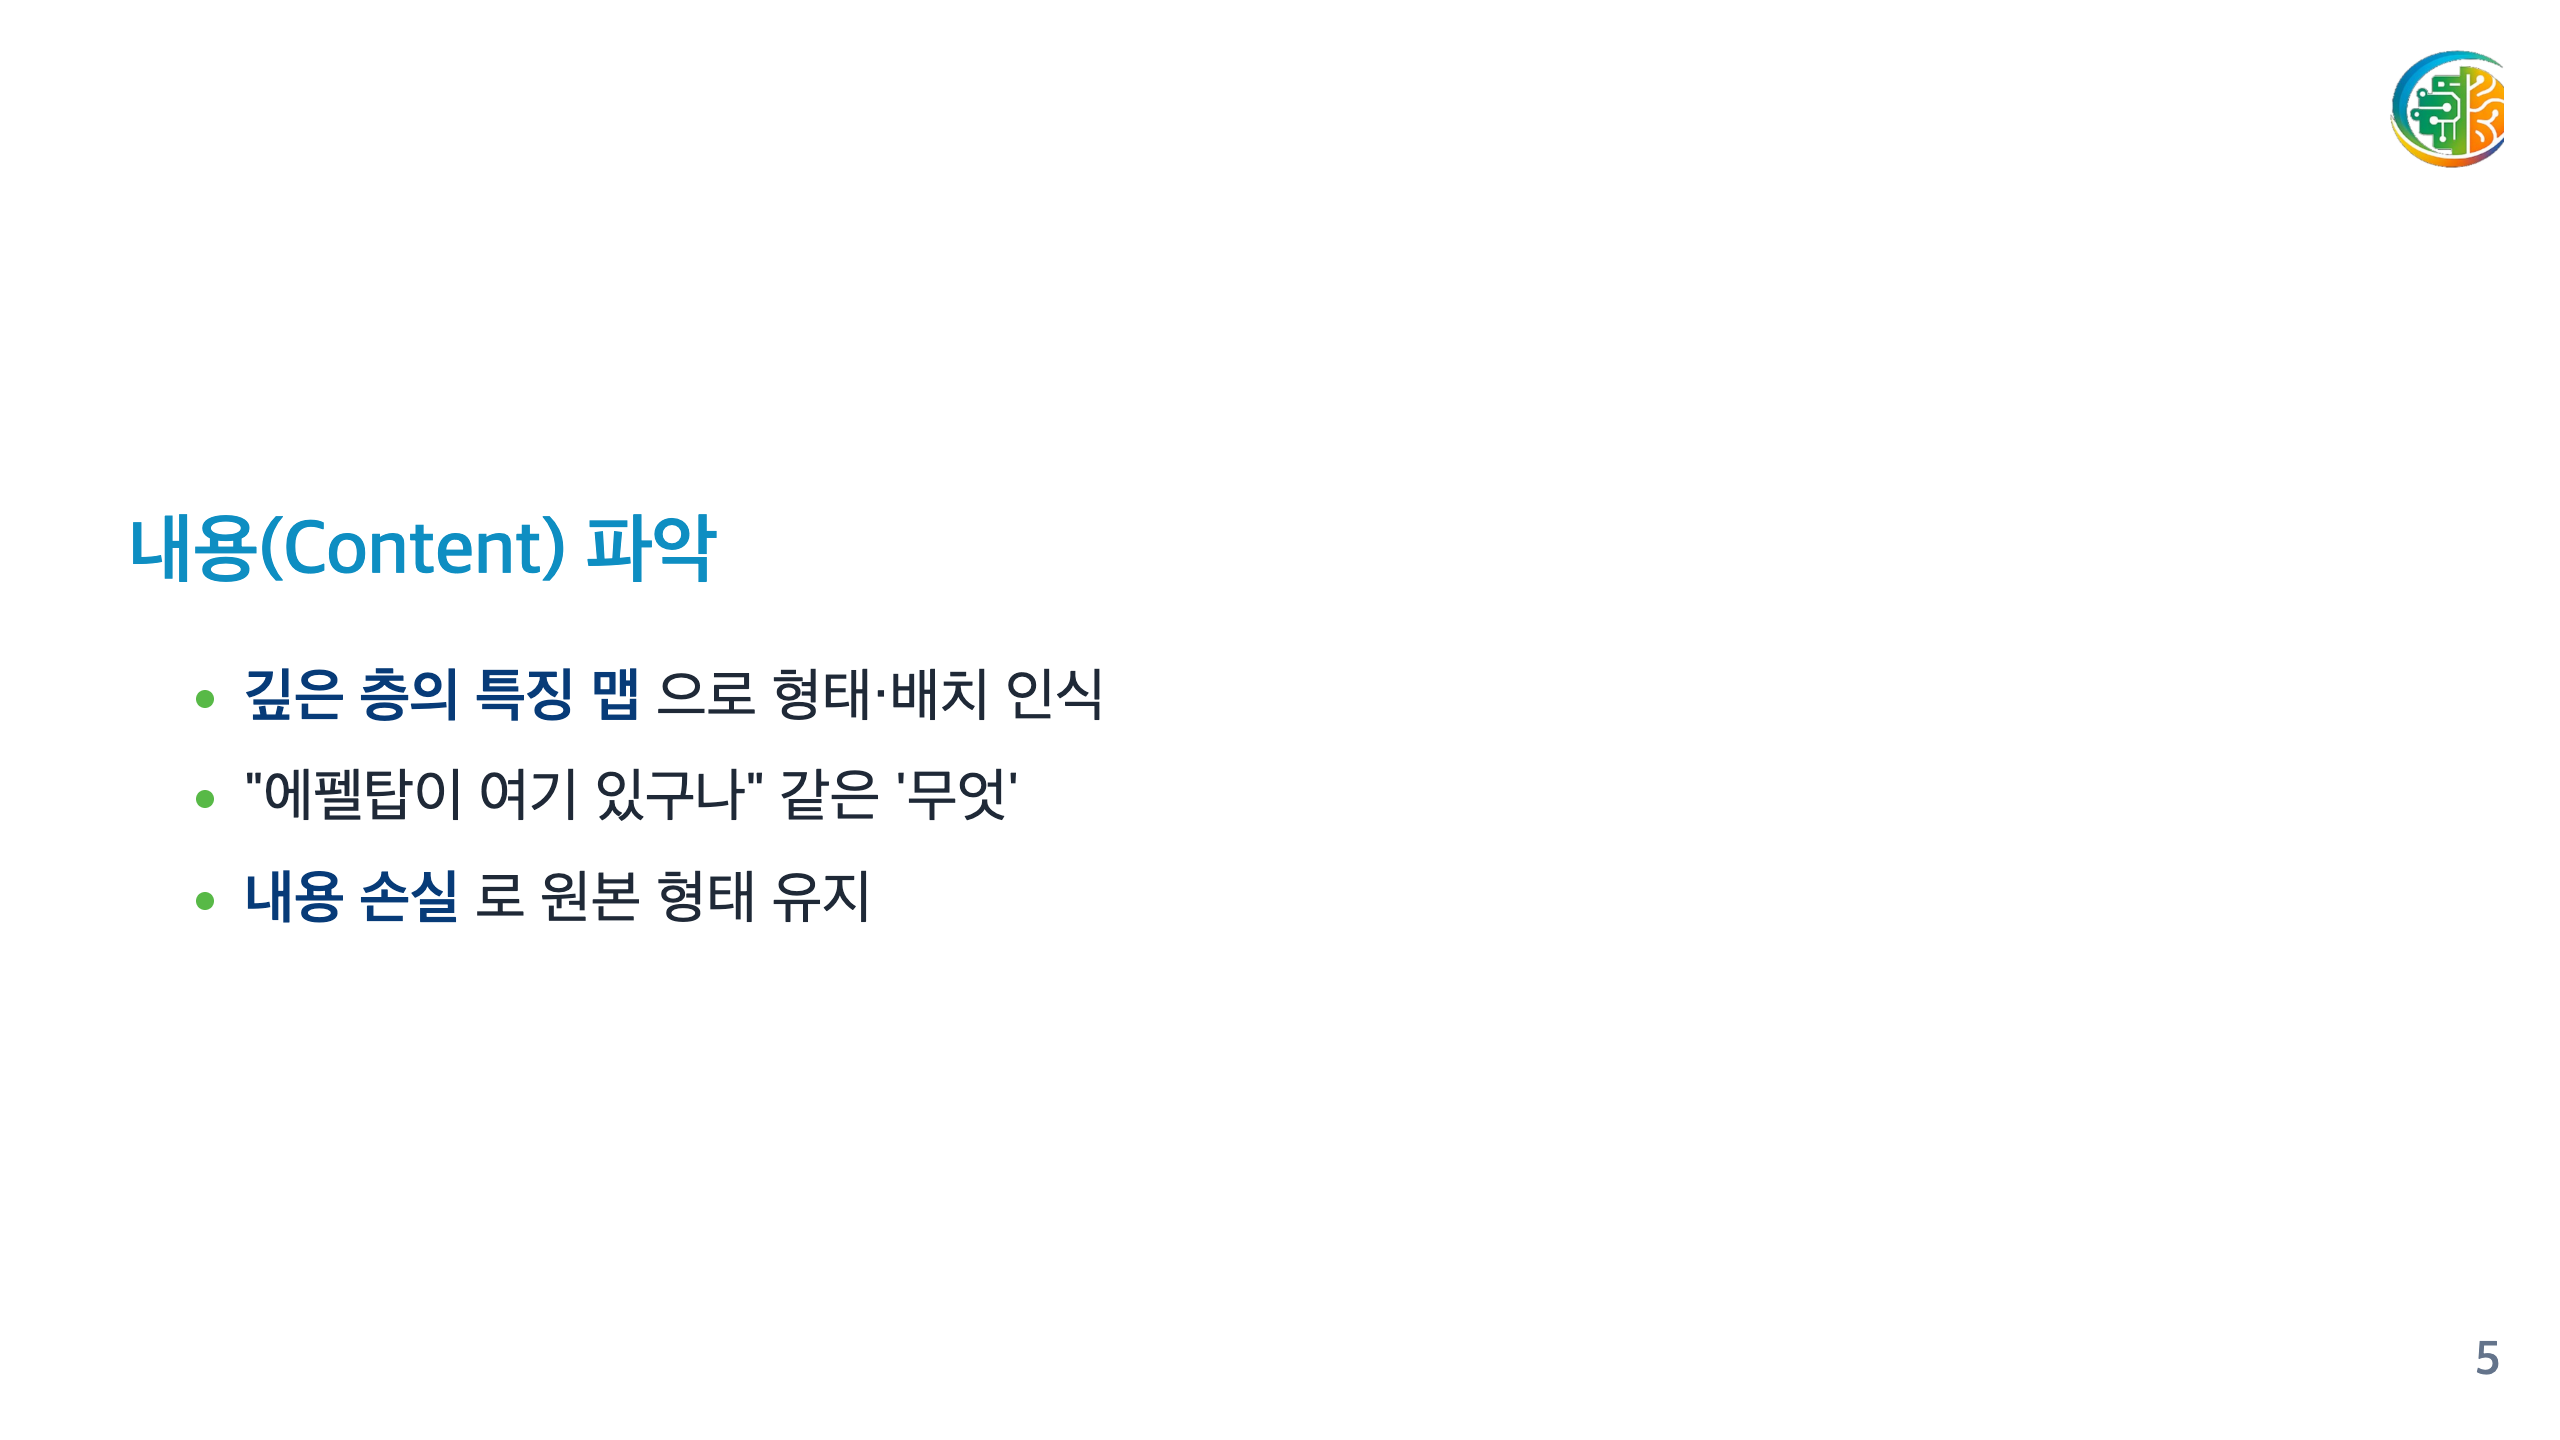 내용(Content) 파악
• 깊은 층의 특징 맵 으로 형태·배치 인식
• "에펠탑이 여기 있구나" 같은 '무엇'
• 내용 손실 로 원본 형태 유지
5